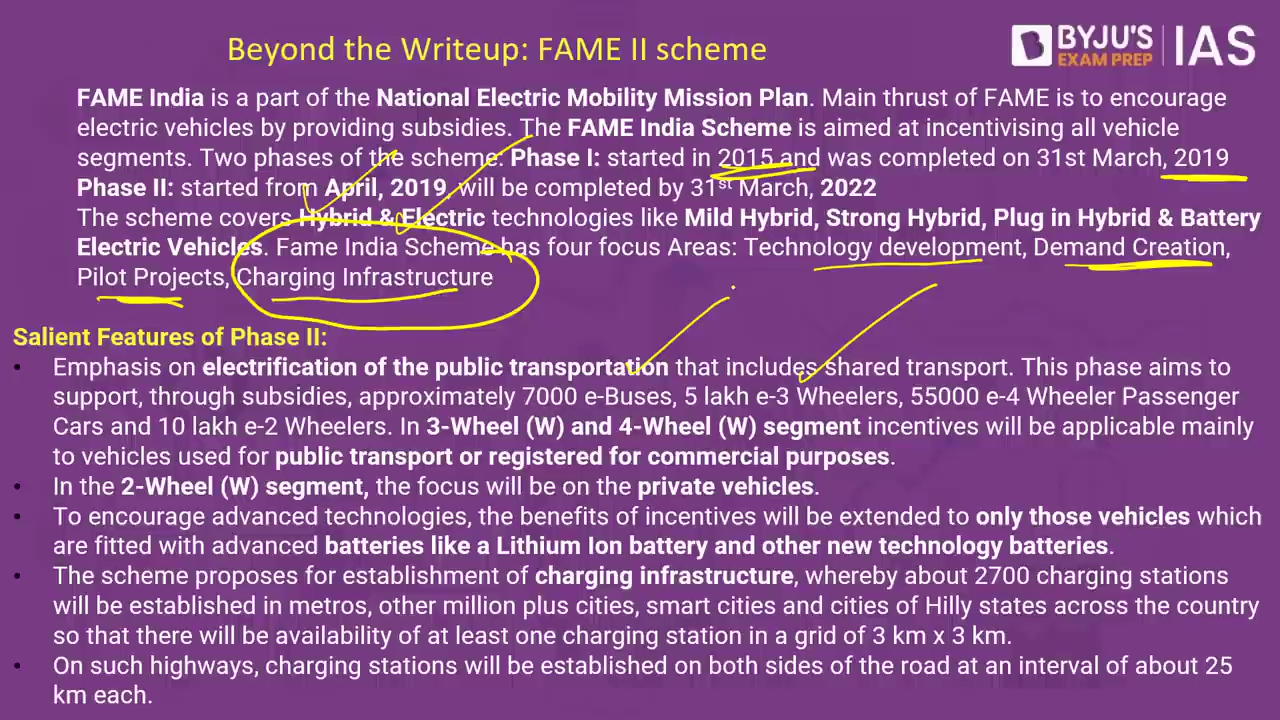 Beyond the Writeup: FAME II scheme
BYJU'S
EXAM PREP
IAS
FAME India is a part of the National Electric Mobility Mission Plan. Main thrust of FAME is to encourage
electric vehicles by providing subsidies. The FAME India Scheme is aimed at incentivising all vehicle
segments. Two phases of the scheme: Phase I: started in 2015 and was completed on 31st March, 2019
Phase II: started from April, 2019, will be completed by 31st March, 2022
The scheme covers Hybrid & Electric technologies like Mild Hybrid, Strong Hybrid, Plug in Hybrid & Battery
Electric Vehicles. Fame India Scheme has four focus Areas: Technology development, Demand Creation,
Pilot Projects, Charging Infrastructure
Salient Features of Phase II:
• Emphasis on electrification of the public transportation that includes shared transport. This phase aims to
support, through subsidies, approximately 7000 e-Buses, 5 lakh e-3 Wheelers, 55000 e-4 Wheeler Passenger
Cars and 10 lakh e-2 Wheelers. In 3-Wheel (W) and 4-Wheel (W) segment incentives will be applicable mainly
to vehicles used for public transport or registered for commercial purposes.
• In the 2-Wheel (W) segment, the focus will be on the private vehicles.
• To encourage advanced technologies, the benefits of incentives will be extended to only those vehicles which
are fitted with advanced batteries like a Lithium Ion battery and other new technology batteries.
• The scheme proposes for establishment of charging infrastructure, whereby about 2700 charging stations
will be established in metros, other million plus cities, smart cities and cities of Hilly states across the country
so that there will be availability of at least one charging station in a grid of 3 km x 3 km.
• On such highways, charging stations will be established on both sides of the road at an interval of about 25
km each.